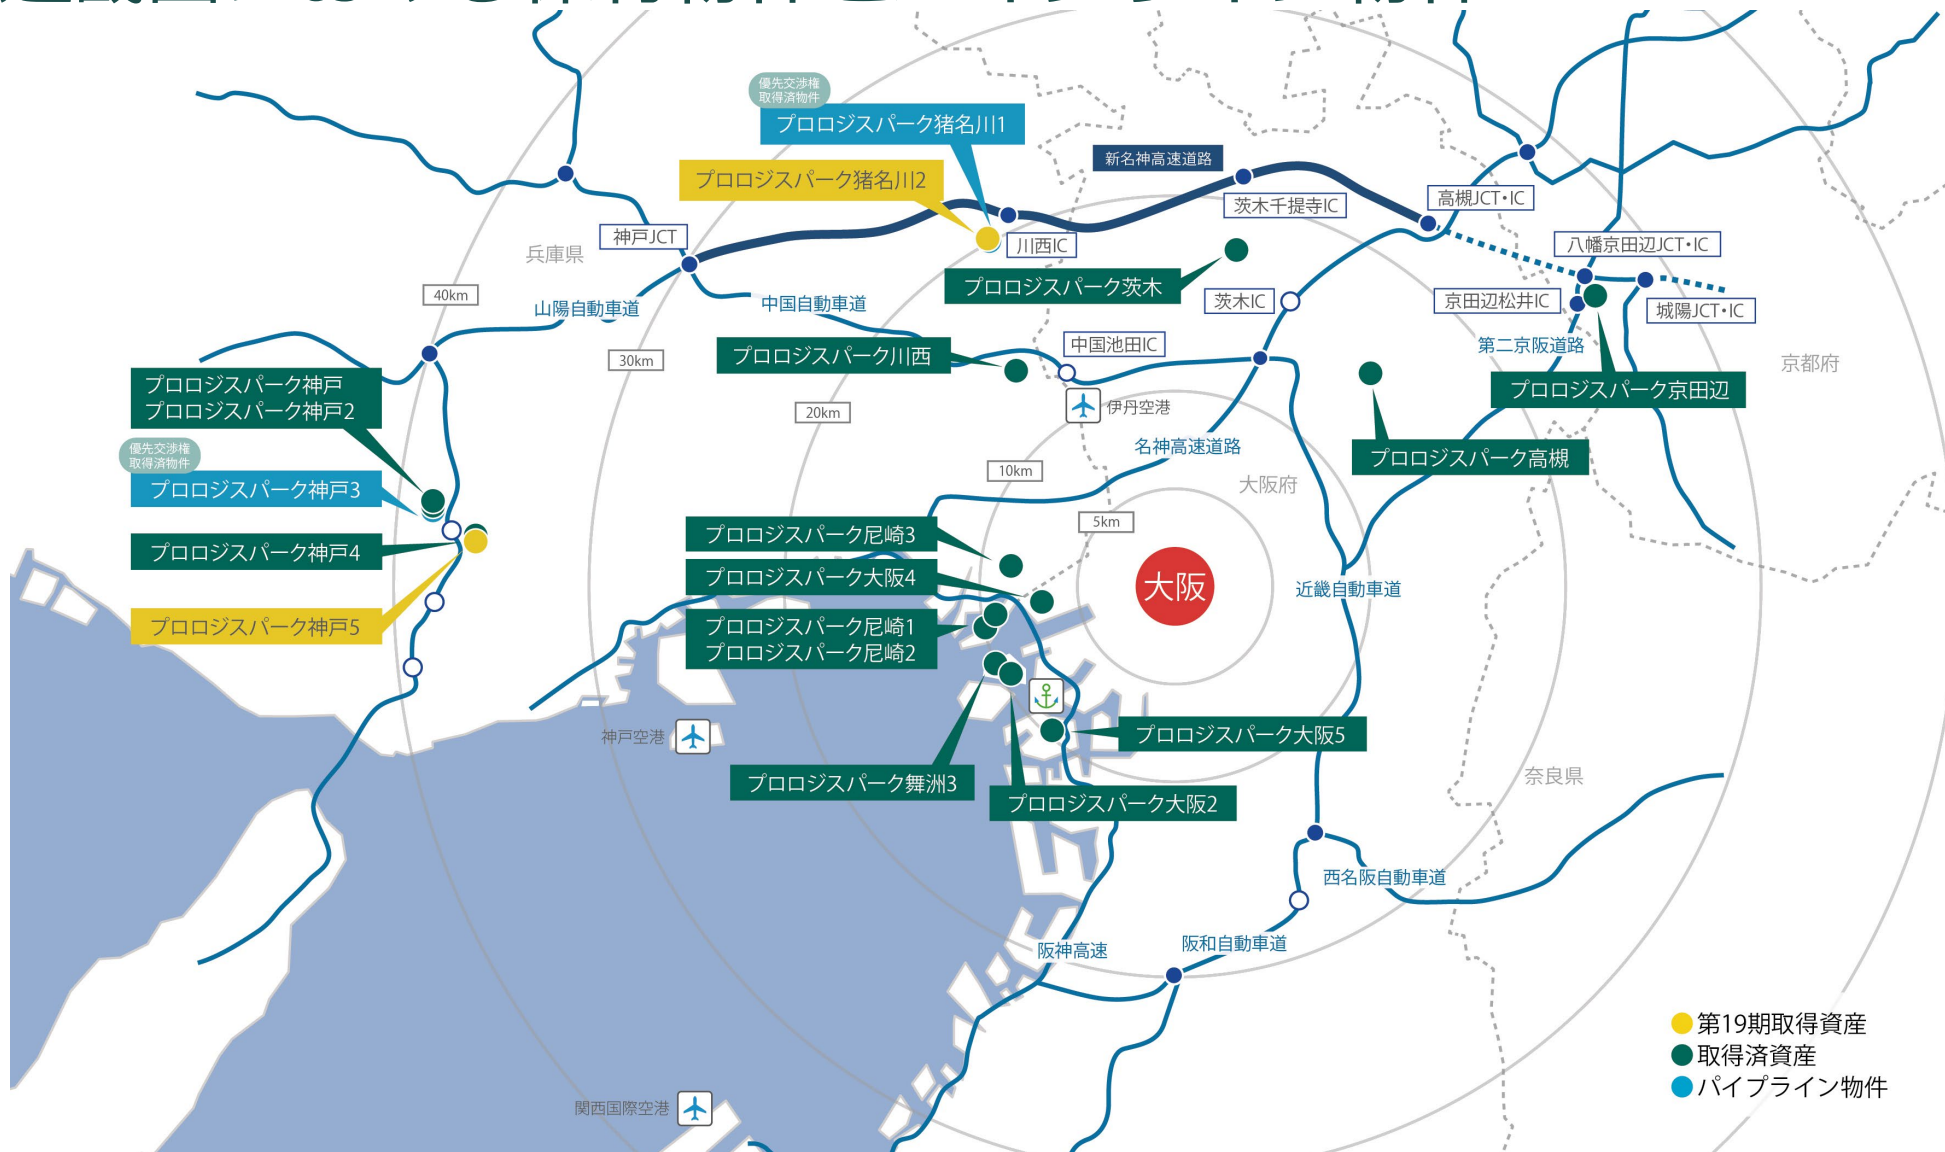 優先交渉権
取得済物件
プロロジスパーク猪名川1
プロロジスパーク猪名川2
新名神高速道路
茨木千提寺IC
高槻JCT・IC
神戸JCT
川西IC
八幡京田辺JCT・IC
兵庫県
プロロジスパーク茨木
茨木IC
京田辺松井IC
城陽JCT・IC
40km
山陽自動車道
中国自動車道
中国池田IC
第二京阪道路
30km
プロロジスパーク川西
京都府
プロロジスパーク神戸
プロロジスパーク神戸2
プロロジスパーク京田辺
20km
伊丹空港
名神高速道路
プロロジスパーク高槻
優先交渉権
取得済物件
10km
大阪府
プロロジスパーク神戸3
5km
プロロジスパーク尼崎3
プロロジスパーク神戸4
プロロジスパーク大阪4
大阪
近畿自動車道
プロロジスパーク神戸5
プロロジスパーク尼崎1
プロロジスパーク尼崎2
神戸空港
プロロジスパーク大阪5
プロロジスパーク舞洲3
プロロジスパーク大阪2
奈良県
西名阪自動車道
阪神高速
阪和自動車道
第19期取得資産
取得済資産
パイプライン物件
関西国際空港